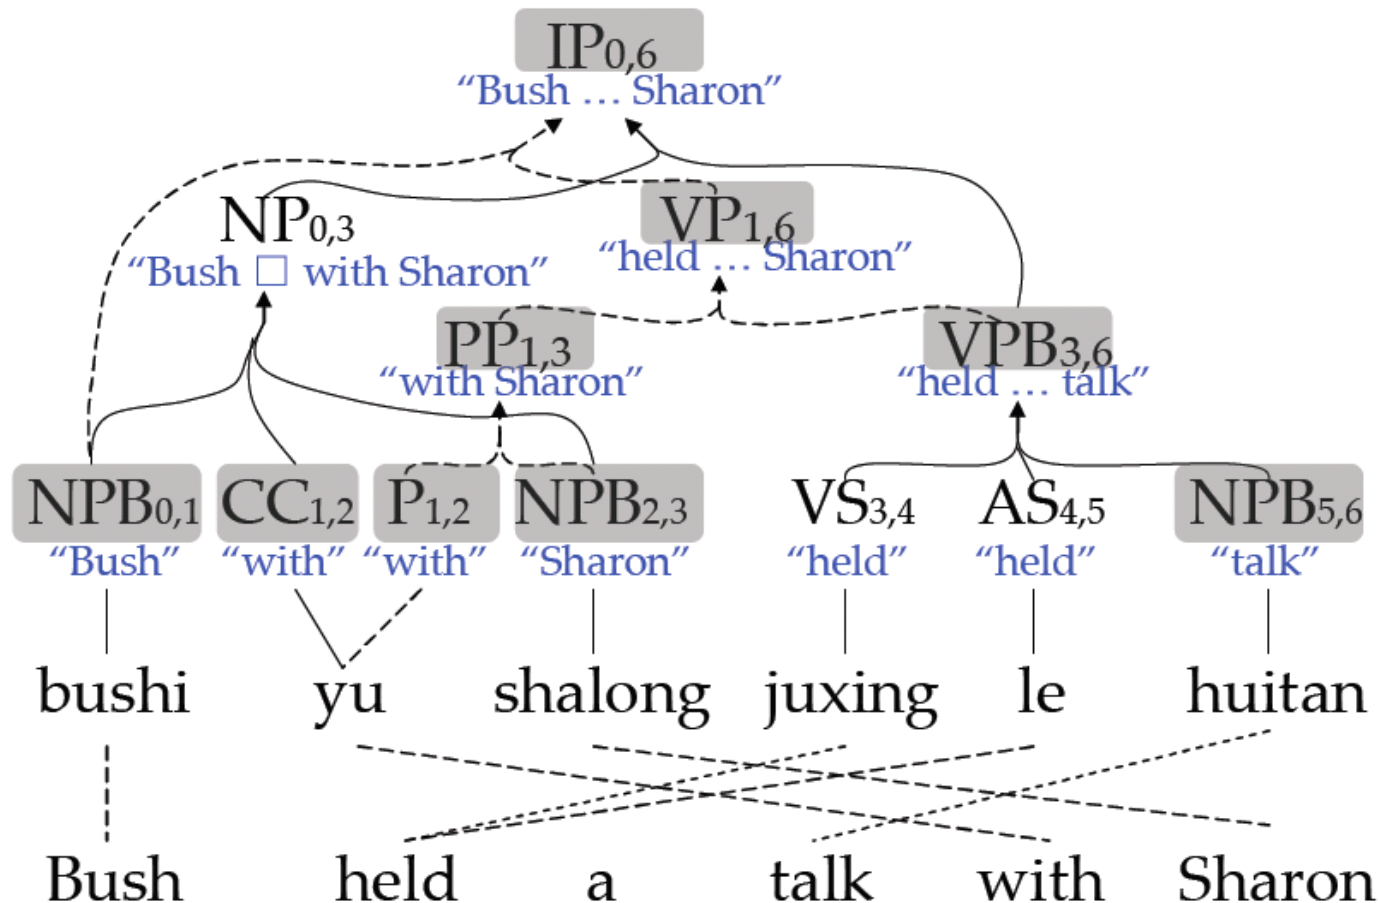 IP0,6
“Bush ... Sharon”
NP0,3 VP1,6
“Bush □ with Sharon” “held ... Sharon”
PP1,3 VPB3,6
“with Sharon” “held ... talk”
NPB0,1 CC1,2 P1,2 NPB2,3 VS3,4 AS4,5 NPB5,6
“Bush” “with” “with” “Sharon” “held” “held” “talk”
bushi yu shalong juxing le huitan
Bush held a talk with Sharon